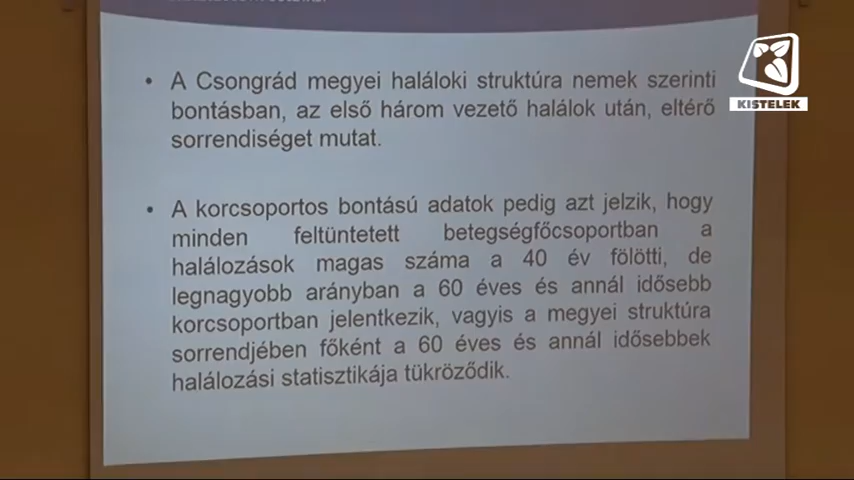 • A Csongrád megyei haláloki struktúra nemek szerinti
bontásban, az első három vezető halálok után, eltérő
sorrendiséget mutat.
• A korcsoportos bontású adatok pedig azt jelzik, hogy
minden feltüntetett betegségfőcsoportban a
halálozások magas száma a 40 év fölötti, de
legnagyobb arányban a 60 éves és annál idősebb
korcsoportban jelentkezik, vagyis a megyei struktúra
sorrendjében főként a 60 éves és annál idősebbek
halálozási statisztikája tükröződik.
KISTELEK